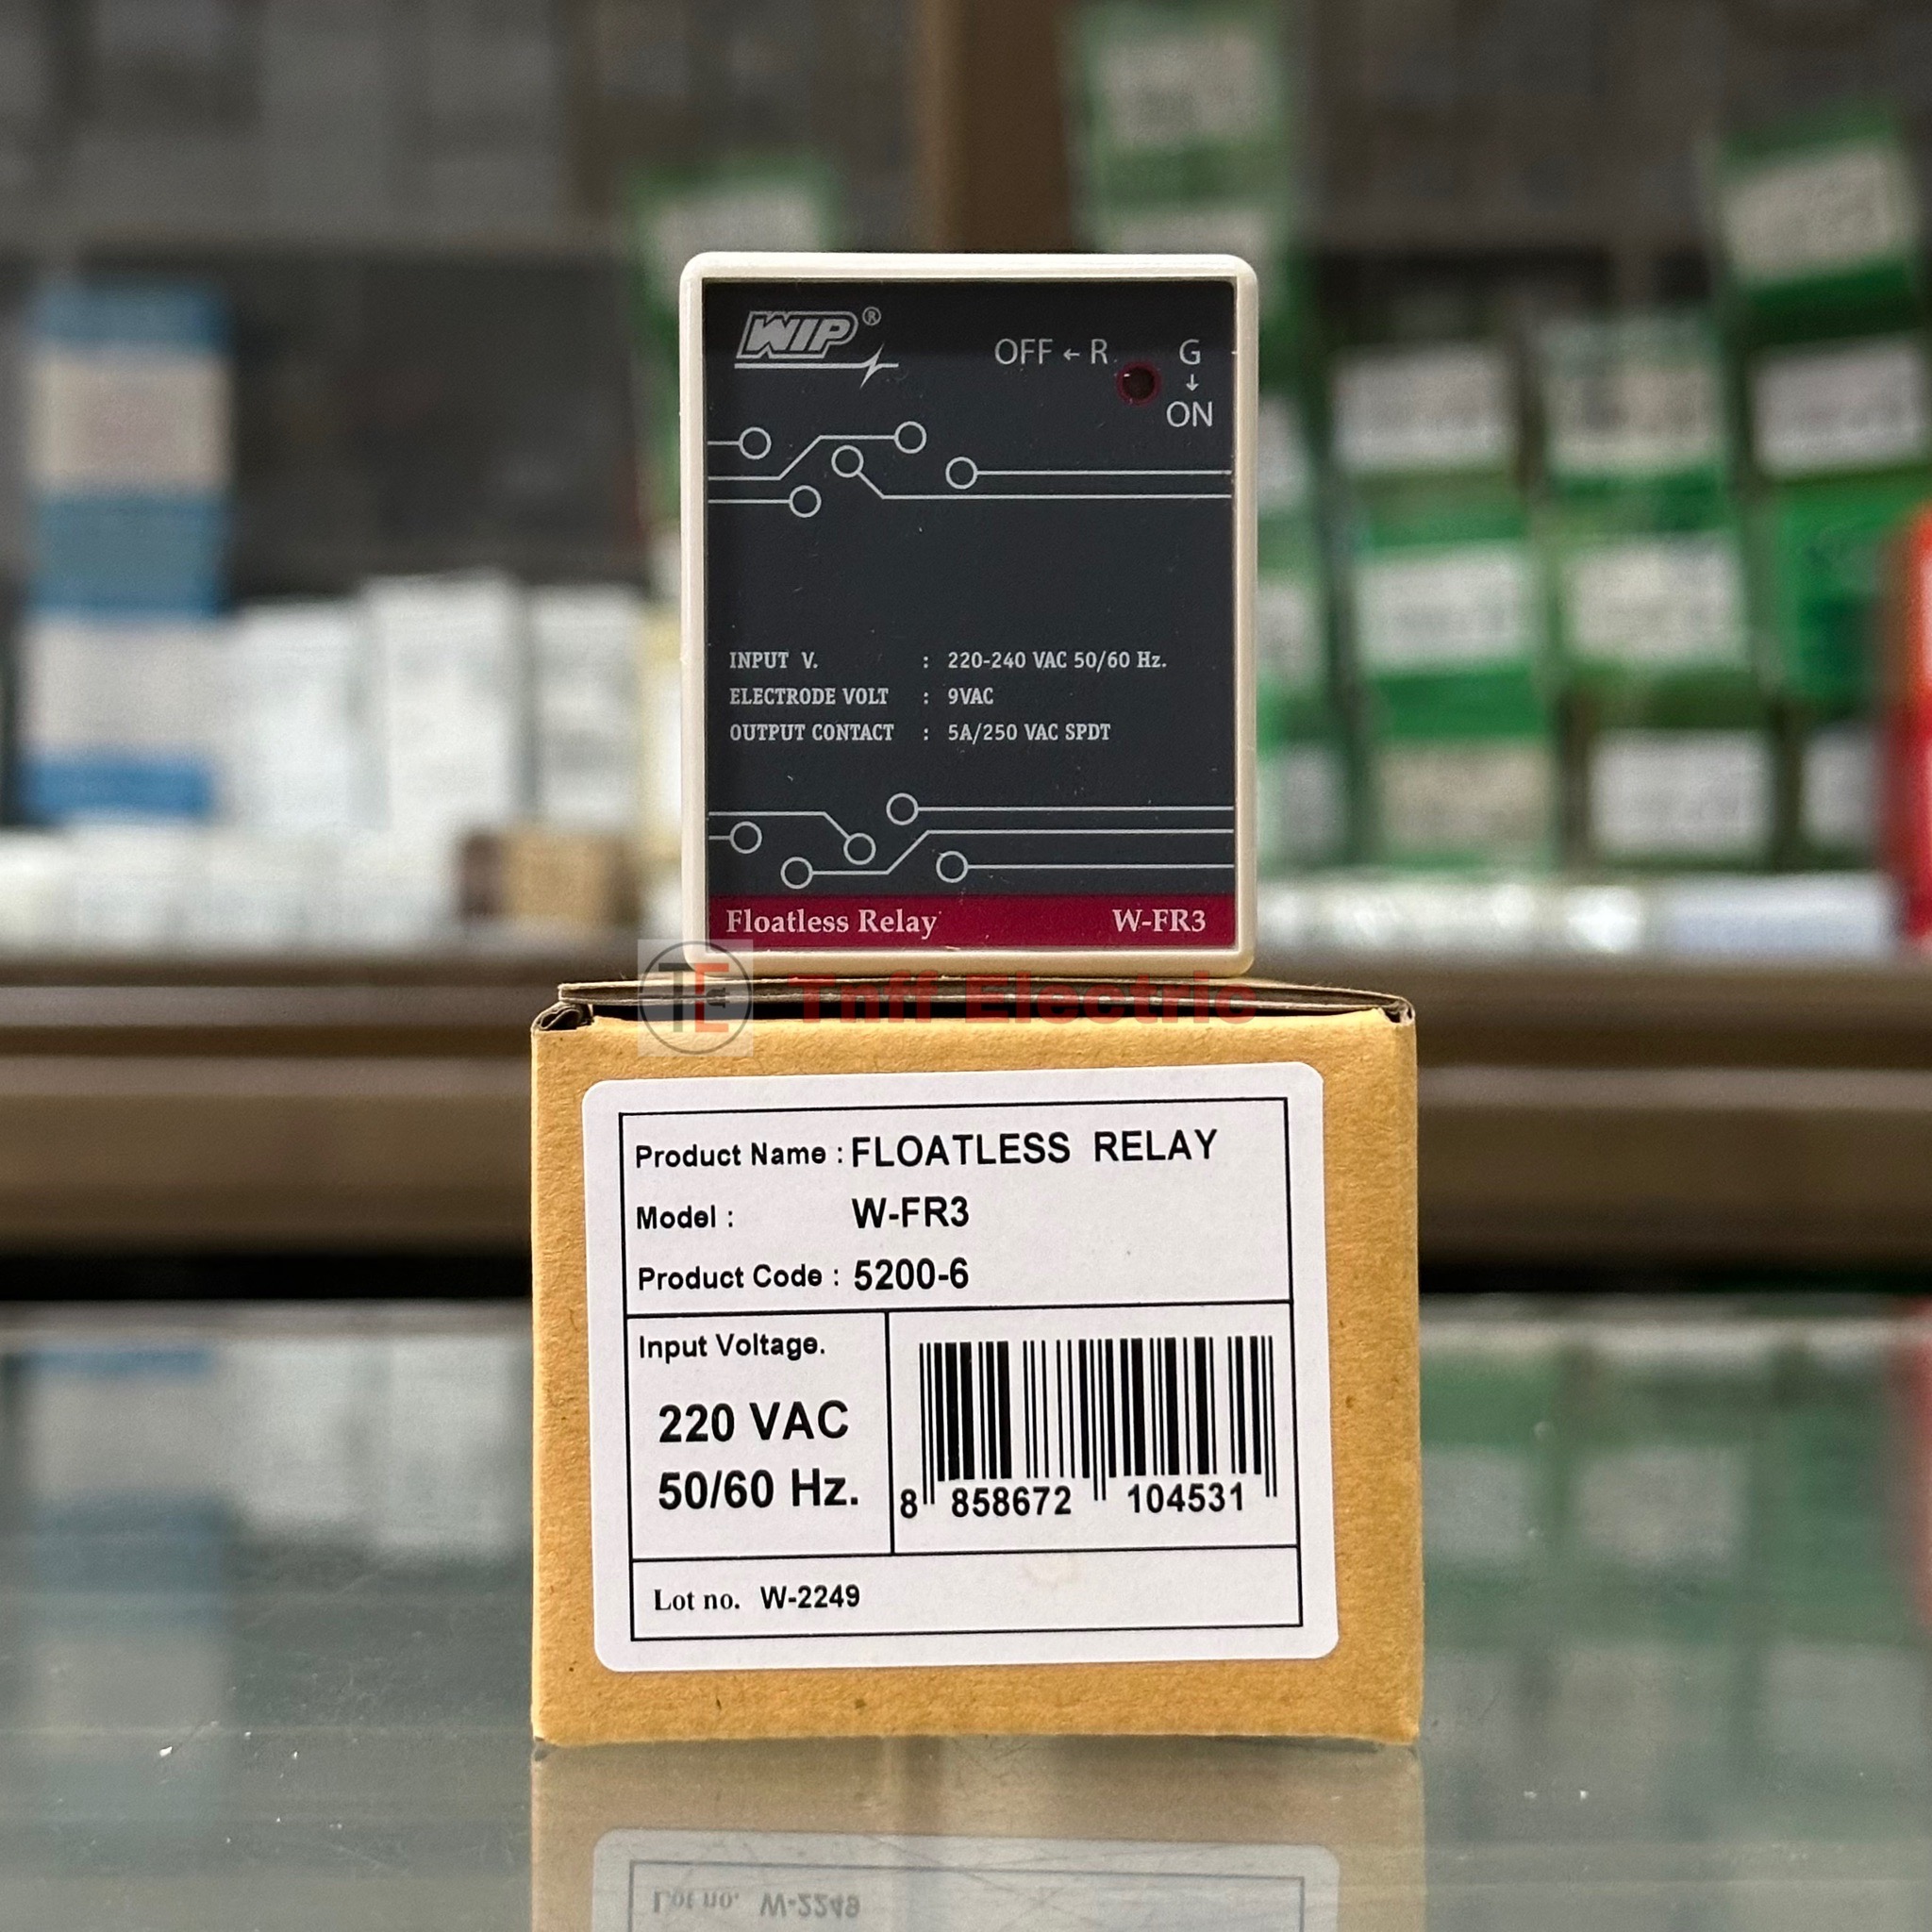 WIP®
OFF ← R G
↓
ON
INPUT V. : 220-240 VAC 50/60 Hz.
ELECTRODE VOLT : 9VAC
OUTPUT CONTACT : 5A/250 VAC SPDT
Floatless Relay W-FR3
TE Tnff Electric
Product Name : FLOATLESS RELAY
Model : W-FR3
Product Code : 5200-6
Input Voltage.
220 VAC
50/60 Hz.
8 858672 104531
Lot no. W-2249